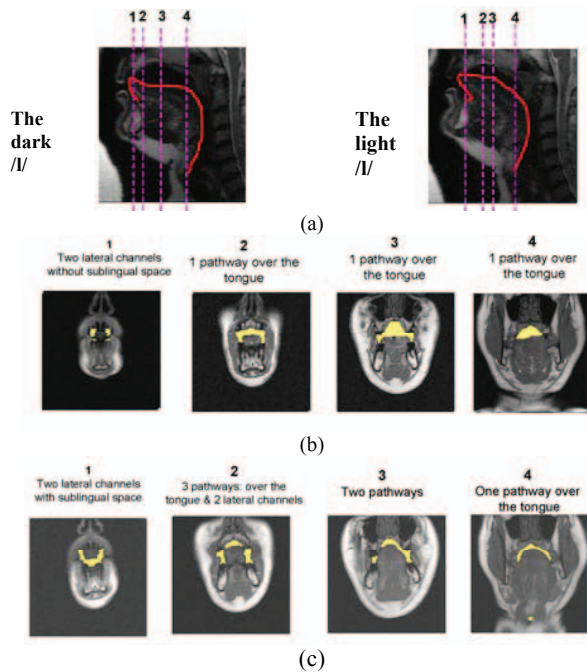 1 2 3 4
1 2 3 4
The
dark
/l/
The
light
/l/
(a)
1
Two lateral channels
without sublingual space
2
1 pathway over the
tongue
3
1 pathway over
the tongue
4
1 pathway over
the tongue
(b)
1
Two lateral channels
with sublingual space
2
3 pathways: over the
tongue & 2 lateral channels
3
Two pathways
4
One pathway over
the tongue
(c)